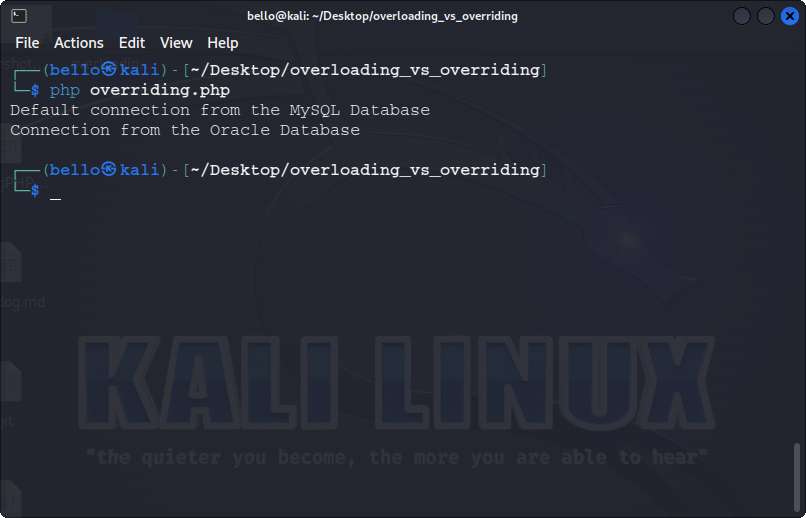 bello@kali: ~/Desktop/overloading_vs_overriding
File Actions Edit View Help
┌──(bello㉿kali)-[~/Desktop/overloading_vs_overriding]
└─$ php overriding.php
Default connection from the MySQL Database
Connection from the Oracle Database
┌──(bello㉿kali)-[~/Desktop/overloading_vs_overriding]
└─$ _
KALI LINUX
"the quieter you become, the more you are able to hear"